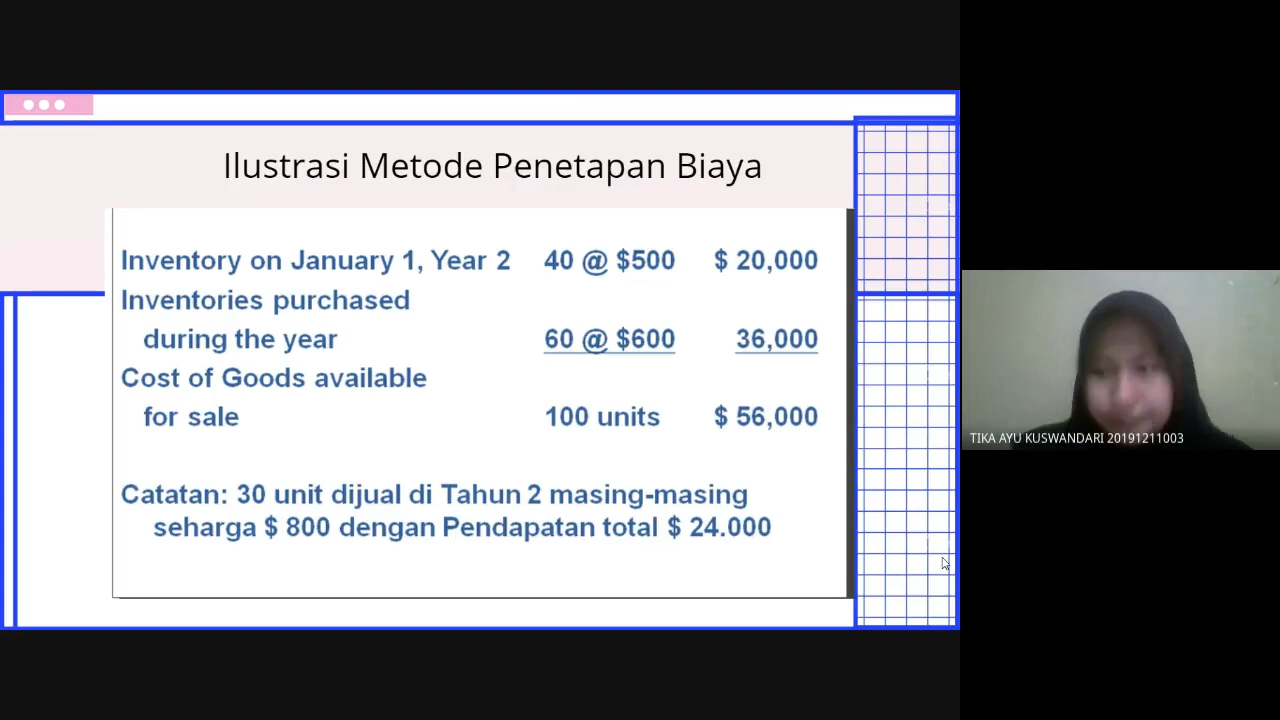 Ilustrasi Metode Penetapan Biaya
Inventory on January 1, Year 2 40 @ $500 $ 20,000
Inventories purchased
during the year 60 @ $600 36,000
Cost of Goods available
for sale 100 units $ 56,000
Catatan: 30 unit dijual di Tahun 2 masing-masing
seharga $ 800 dengan Pendapatan total $ 24.000
TIKA AYU KUSWANDARI 20191211003